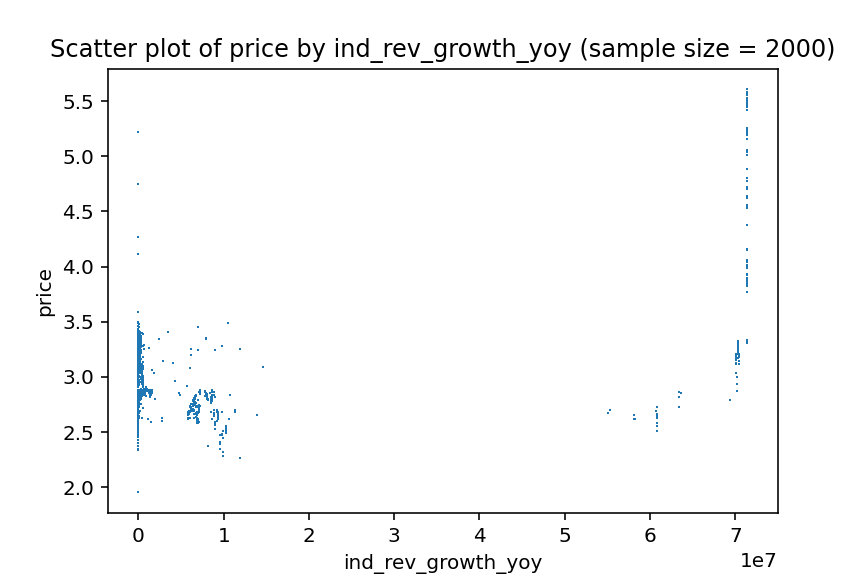 Scatter plot of price by ind_rev_growth_yoy (sample size = 2000)
5.5
5.0
4.5
4.0
3.5
3.0
2.5
2.0
price
0 1 2 3 4 5 6 7
1e7
ind_rev_growth_yoy